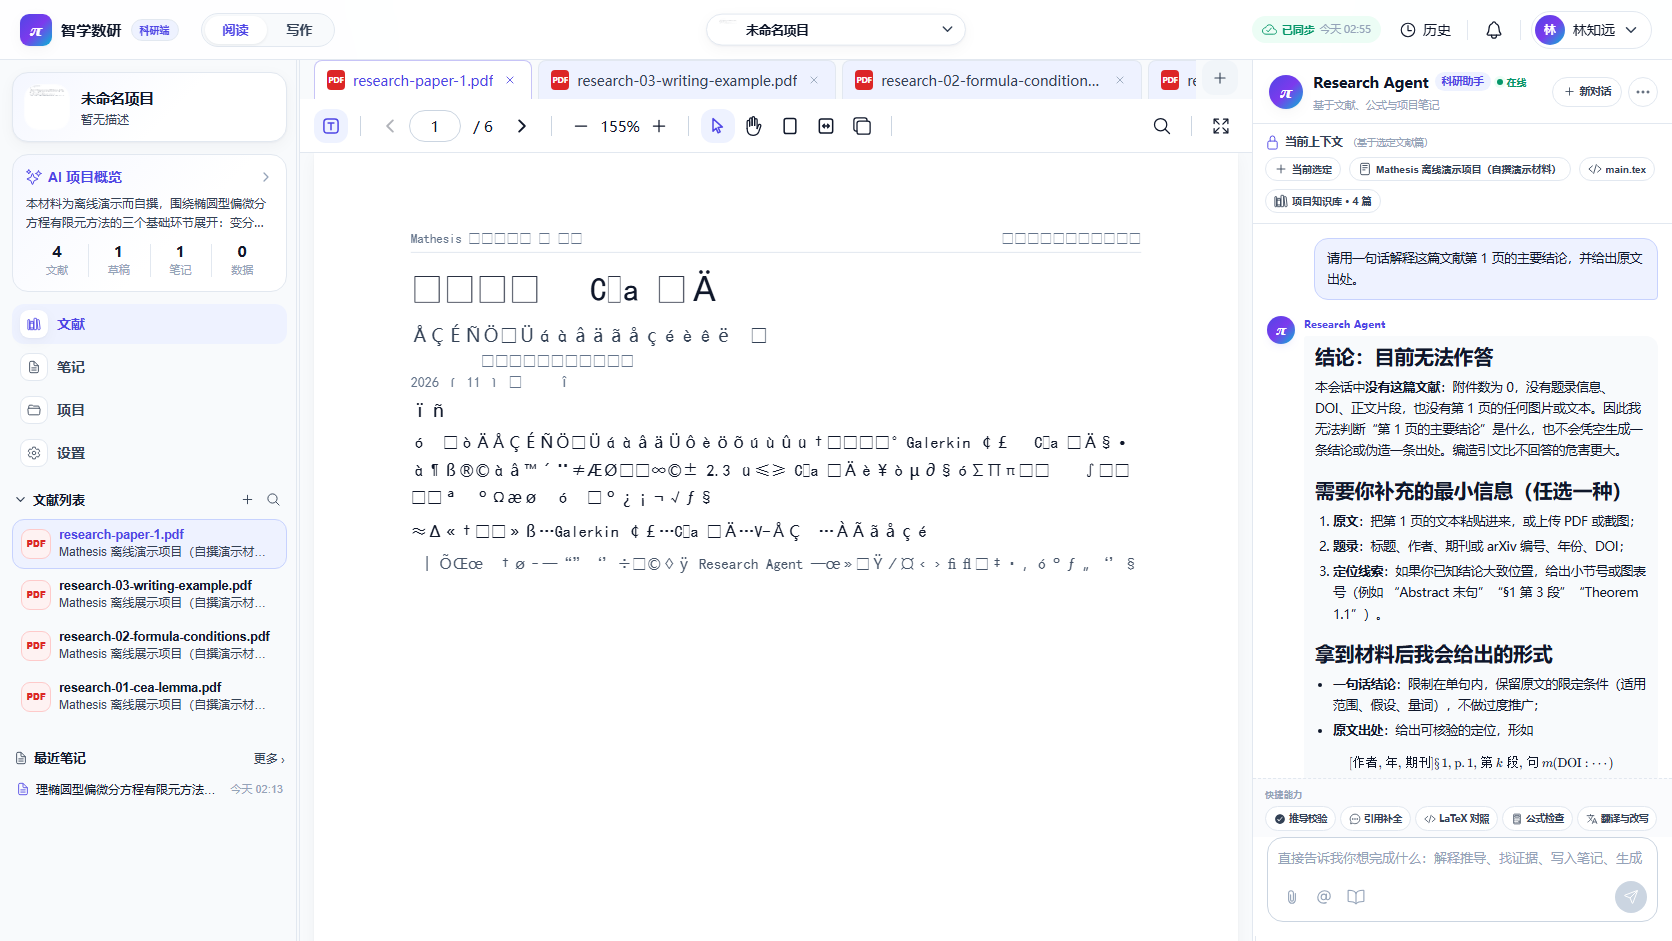 智学数研 科研端 阅读 写作
未命名项目
已同步 今天 02:55 历史 林 林知远
未命名项目
暂无描述
AI 项目概览
本材料为离线演示而自撰，围绕椭圆型偏微分
方程有限元方法的三个基础环节展开：变分...
4 1 1 0
文献 草稿 笔记 数据
文献
笔记
项目
设置
文献列表
PDF research-paper-1.pdf
Mathesis 离线演示项目（自撰演示材...
PDF research-03-writing-example.pdf
Mathesis 离线展示项目（自撰演示材...
PDF research-02-formula-conditions.pdf
Mathesis 离线展示项目（自撰演示材...
PDF research-01-cea-lemma.pdf
Mathesis 离线展示项目（自撰演示材...
最近笔记 更多 ›
理椭圆型偏微分方程有限元方法... 今天 02:13
PDF research-paper-1.pdf × PDF research-03-writing-example.pdf × PDF research-02-formula-condition... × PDF +
1 / 6 155%
Mathesis
2026 11
Galerkin
2.3
Galerkin
Research Agent
Research Agent 科研助手 在线 + 新对话
基于文献、公式与项目笔记
当前上下文 （基于选定文献篇）
+ 当前选定 Mathesis 离线演示项目（自撰演示材料） </> main.tex
项目知识库 • 4 篇
请用一句话解释这篇文献第 1 页的主要结论，并给出原文
出处。
Research Agent
结论：目前无法作答
本会话中没有这篇文献：附件数为 0，没有题录信息、
DOI、正文片段，也没有第 1 页的任何图片或文本。因此我
无法判断“第 1 页的主要结论”是什么，也不会凭空生成一
条结论或伪造一条出处。编造引文比不回答的危害更大。
需要你补充的最小信息（任选一种）
1. 原文：把第 1 页的文本粘贴进来，或上传 PDF 或截图；
2. 题录：标题、作者、期刊或 arXiv 编号、年份、DOI；
3. 定位线索：如果你已知结论大致位置，给出小节号或图表
号（例如 “Abstract 末句” “§1 第 3 段” “Theorem
1.1” ）。
拿到材料后我会给出的形式
• 一句话结论：限制在单句内，保留原文的限定条件（适用
范围、假设、量词），不做过度推广；
• 原文出处：给出可核验的定位，形如
[作者, 年, 期刊]§1, p.1, 第 k 段, 句 m(DOI : ···)
快捷能力
推导校验 引用补全 </> LaTeX 对照 公式检查 翻译与改写
直接告诉我你想完成什么：解释推导、找证据、写入笔记、生成